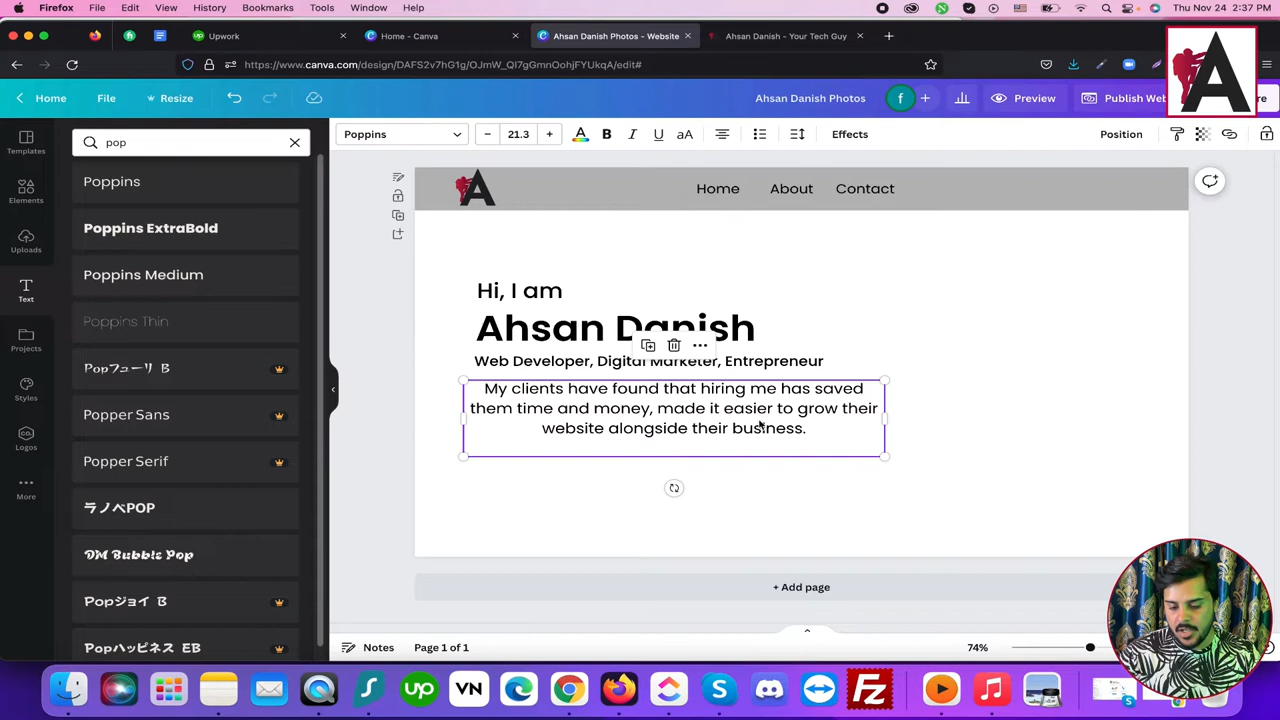 Firefox File Edit View History Bookmarks Tools Window Help Thu Nov 24 2:37 PM
Upwork Home - Canva Ahsan Danish Photos - Website Ahsan Danish - Your Tech Guy
https://www.canva.com/design/DAFS2v7hG1g/OJmW_QI7gGmnOohjFYUkqA/edit#
Home File Resize Ahsan Danish Photos f Preview Publish Web
pop
Poppins 21.3 A B I U aA Effects Position
Templates
Elements
Uploads
Text
Projects
Styles
Logos
More
Poppins
Poppins ExtraBold
Poppins Medium
Poppins Thin
Popフューリ B
Popper Sans
Popper Serif
ラノベPOP
DM Bubble Pop
Popジョイ B
Popハッピネス EB
A Home About Contact
Hi, I am
Ahsan Danish
Web Developer, Digital Marketer, Entrepreneur
My clients have found that hiring me has saved
them time and money, made it easier to grow their
website alongside their business.
+ Add page
Notes Page 1 of 1 74%
up VN Fz
A